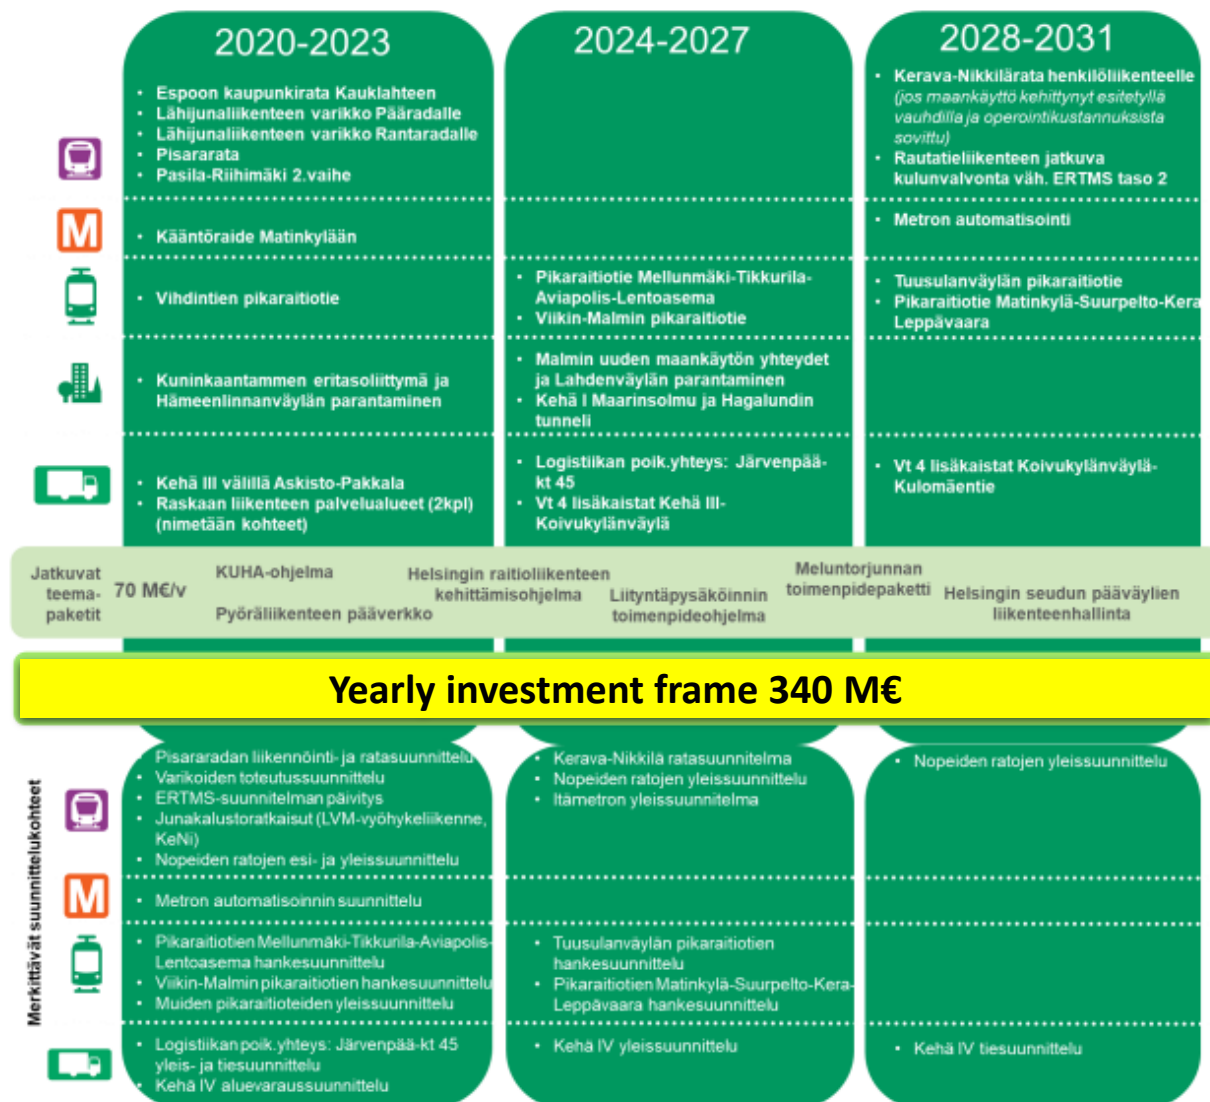 2020-2023
• Espoon kaupunkirata Kauklahteen
• Lähijunaliikenteen varikko Pääradalle
• Lähijunaliikenteen varikko Rantaradalle
• Pisararata
• Pasila-Riihimäki 2.vaihe
• Kääntöraide Matinkylään
• Vihdintien pikaraitiotie
• Kuninkaantammen eritasoliittymä ja
Hämeenlinnanväylän parantaminen
• Kehä III välillä Askisto-Pakkala
• Raskaan liikenteen palvelualueet (2kpl)
(nimetään kohteet)
2024-2027
• Pikaraitiotie Mellunmäki-Tikkurila-
Aviapolis-Lentoasema
• Viikin-Malmin pikaraitiotie
• Malmin uuden maankäytön yhteydet
ja Lahdenväylän parantaminen
• Kehä I Maarinsolmu ja Hagalundin
tunneli
• Logistiikan poik.yhteys: Järvenpää-
kt 45
• Vt 4 lisäkaistat Kehä III-
Koivukylänväylä
2028-2031
• Kerava-Nikkilärata henkilöliikenteelle
(jos maankäyttö kehittynyt esitetyllä
vauhdilla ja operointikustannuksista
sovittu)
• Rautatieliikenteen jatkuva
kulunvalvonta väh. ERTMS taso 2
• Metron automatisointi
• Tuusulanväylän pikaraitiotie
• Pikaraitiotie Matinkylä-Suurpelto-Kera
Leppävaara
• Vt 4 lisäkaistat Koivukylänväylä-
Kulomäentie
M
Jatkuvat
teema-
paketit
70 M€/v
KUHA-ohjelma
Pyöräliikenteen pääverkko
Helsingin raitioliikenteen
kehittämisohjelma
Liityntäpysäköinnin
toimenpideohjelma
Meluntorjunnan
toimenpidepaketti
Helsingin seudun pääväylien
liikenteenhallinta
Yearly investment frame 340 M€
Merkittävät suunnittelukohteet
M
Pisararadan liikennöinti- ja ratasuunnittelu
• Varikoiden toteutussuunnittelu
• ERTMS-suunnitelman päivitys
• Junakalustoratkaisut (LVM-vyöhykeliikenne,
KeNi)
• Nopeiden ratojen esi- ja yleissuunnittelu
• Metron automatisoinnin suunnittelu
• Pikaraitiotien Mellunmäki-Tikkurila-Aviapolis-
Lentoasema hankesuunnittelu
• Viikin-Malmin pikaraitiotien hankesuunnittelu
• Muiden pikaraitioteiden yleissuunnittelu
• Logistiikan poik.yhteys: Järvenpää-kt 45
yleis- ja tiesuunnittelu
• Kehä IV aluevaraussuunnittelu
• Kerava-Nikkilä ratasuunnitelma
• Nopeiden ratojen yleissuunnittelu
• Itämetron yleissuunnitelma
• Tuusulanväylän pikaraitiotien
hankesuunnittelu
• Pikaraitiotien Matinkylä-Suurpelto-Kera-
Leppävaara hankesuunnittelu
• Kehä IV yleissuunnittelu
• Nopeiden ratojen yleissuunnittelu
• Kehä IV tiesuunnittelu